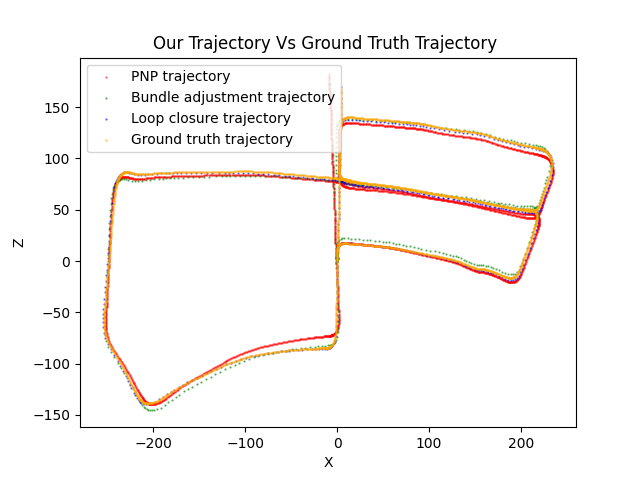 Our Trajectory Vs Ground Truth Trajectory
PNP trajectory
Bundle adjustment trajectory
Loop closure trajectory
Ground truth trajectory
150
100
50
0
−50
−100
−150
Z
−200
−100
0
100
200
X